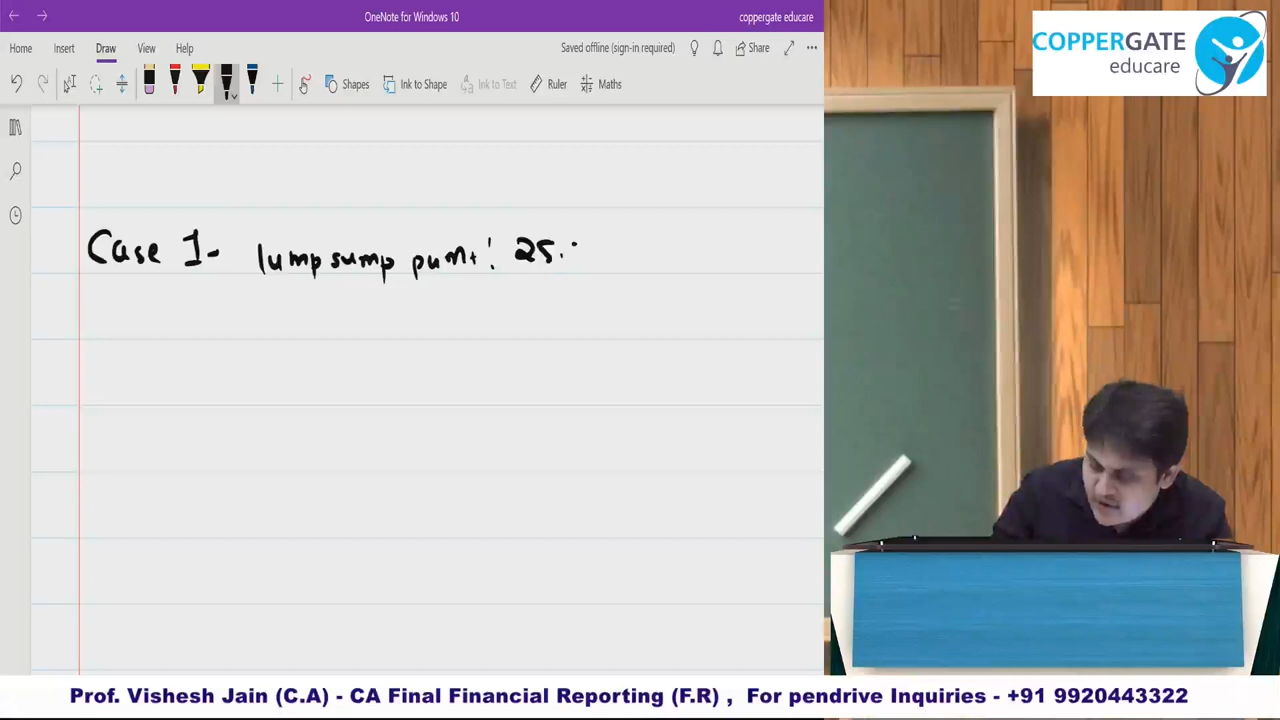 OneNote for Windows 10
coppergate educare
Home Insert Draw View Help
Saved offline (sign-in required) Share
Shapes Ink to Shape Ink to Text Ruler Maths
COPPERGATE
educare
Case 1- lumpsump pumt: 25.
Prof. Vishesh Jain (C.A) - CA Final Financial Reporting (F.R) , For pendrive Inquiries - +91 9920443322